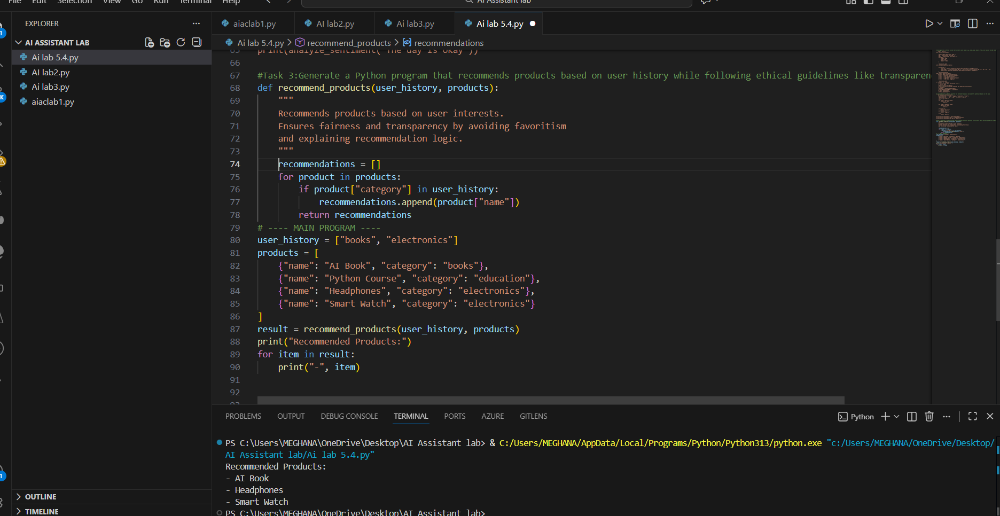 File Edit Selection View Go Run Terminal Help
AI Assistant lab
EXPLORER
AI ASSISTANT LAB
Ai lab 5.4.py
AI lab2.py
Ai lab3.py
aiaclab1.py
OUTLINE
TIMELINE
aiaclab1.py
AI lab2.py
Ai lab3.py
Ai lab 5.4.py
Ai lab 5.4.py > recommend_products > recommendations
65 print(analyze_sentiment("The day is okay"))
66
67 #Task 3:Generate a Python program that recommends products based on user history while following ethical guidelines like transparen
68 def recommend_products(user_history, products):
69 """
70 Recommends products based on user interests.
71 Ensures fairness and transparency by avoiding favoritism
72 and explaining recommendation logic.
73 """
74 recommendations = []
75 for product in products:
76 if product["category"] in user_history:
77 recommendations.append(product["name"])
78 return recommendations
79 # ---- MAIN PROGRAM ----
80 user_history = ["books", "electronics"]
81 products = [
82 {"name": "AI Book", "category": "books"},
83 {"name": "Python Course", "category": "education"},
84 {"name": "Headphones", "category": "electronics"},
85 {"name": "Smart Watch", "category": "electronics"}
86 ]
87 result = recommend_products(user_history, products)
88 print("Recommended Products:")
89 for item in result:
90 print("-", item)
91
92
PROBLEMS OUTPUT DEBUG CONSOLE TERMINAL PORTS AZURE GITLENS
Python
PS C:\Users\MEGHANA\OneDrive\Desktop\AI Assistant lab> & C:/Users/MEGHANA/AppData/Local/Programs/Python/Python313/python.exe "c:/Users/MEGHANA/OneDrive/Desktop/
AI Assistant lab/Ai lab 5.4.py"
Recommended Products:
- AI Book
- Headphones
- Smart Watch
PS C:\Users\MEGHANA\OneDrive\Desktop\AI Assistant lab>